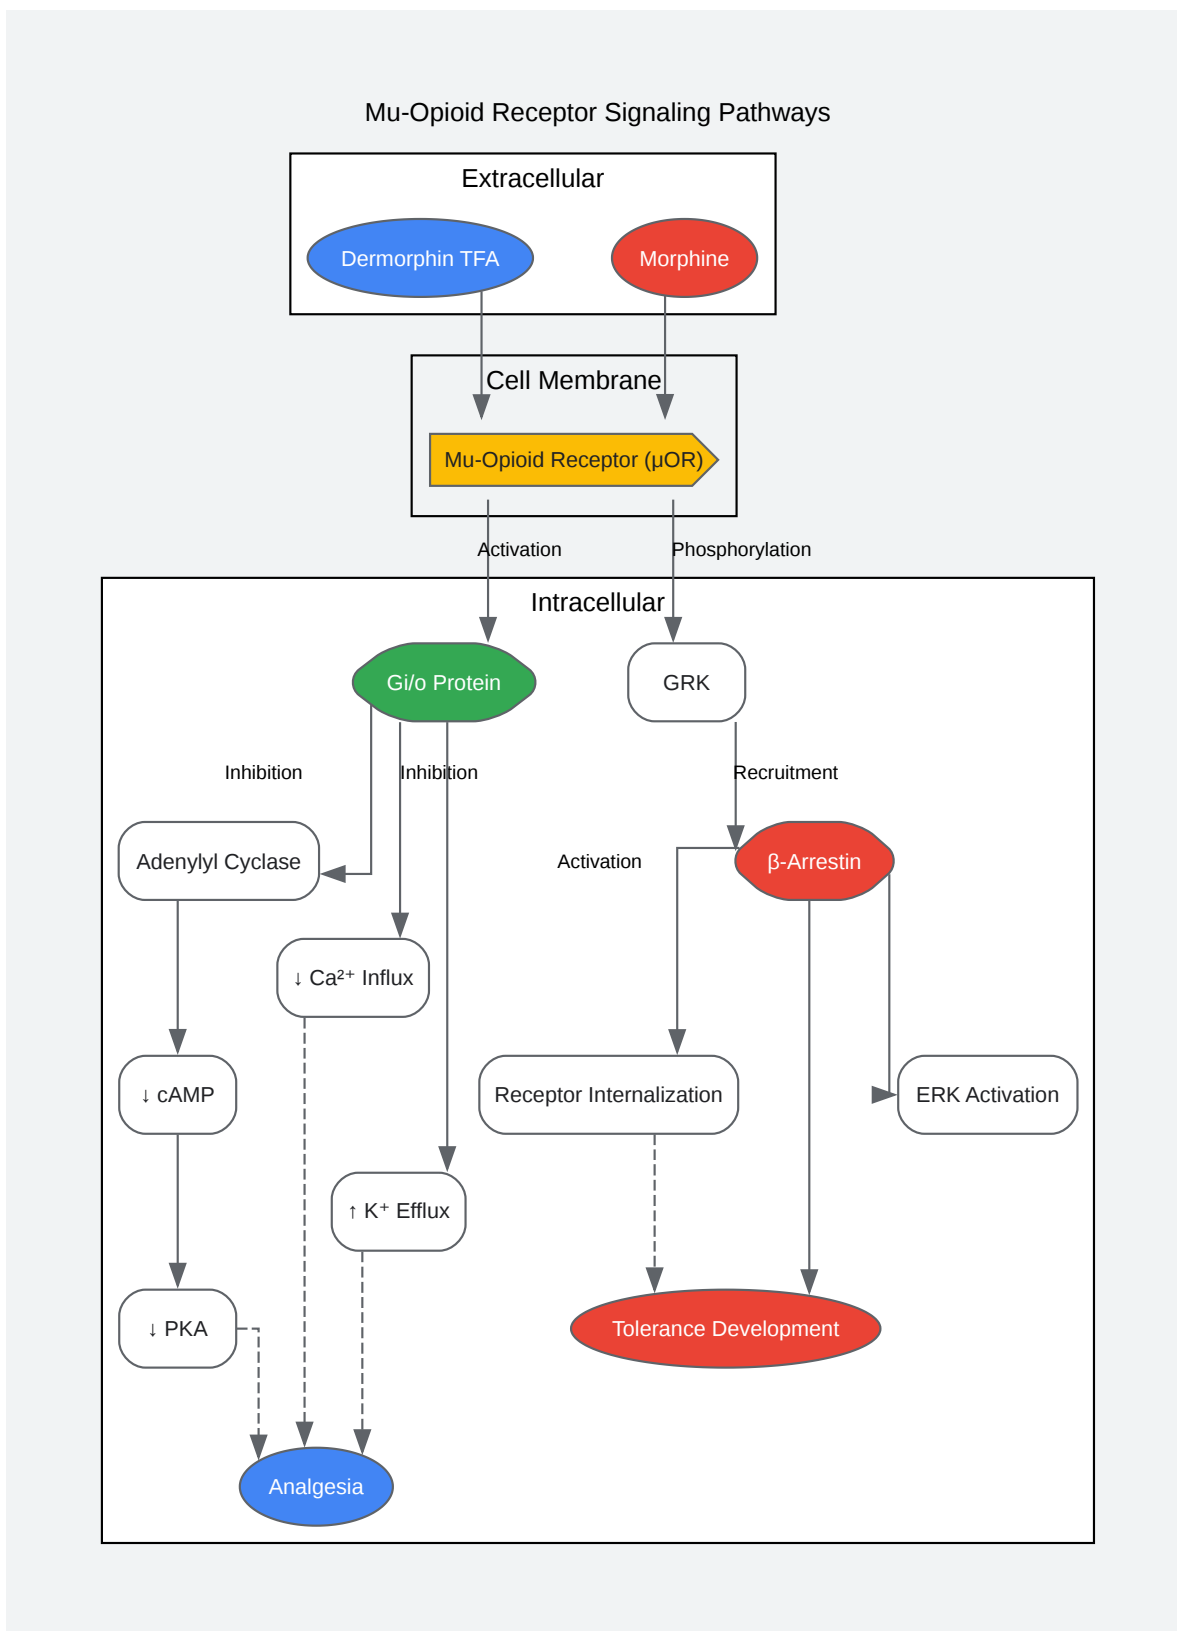 Mu-Opioid Receptor Signaling Pathways
Extracellular
Dermorphin TFA
Morphine
Cell Membrane
Mu-Opioid Receptor (μOR)
Activation
Phosphorylation
Intracellular
Gi/o Protein
GRK
Inhibition
Inhibition
Recruitment
Adenylyl Cyclase
Activation
β-Arrestin
↓ Ca²⁺ Influx
↓ cAMP
Receptor Internalization
ERK Activation
↑ K⁺ Efflux
↓ PKA
Tolerance Development
Analgesia